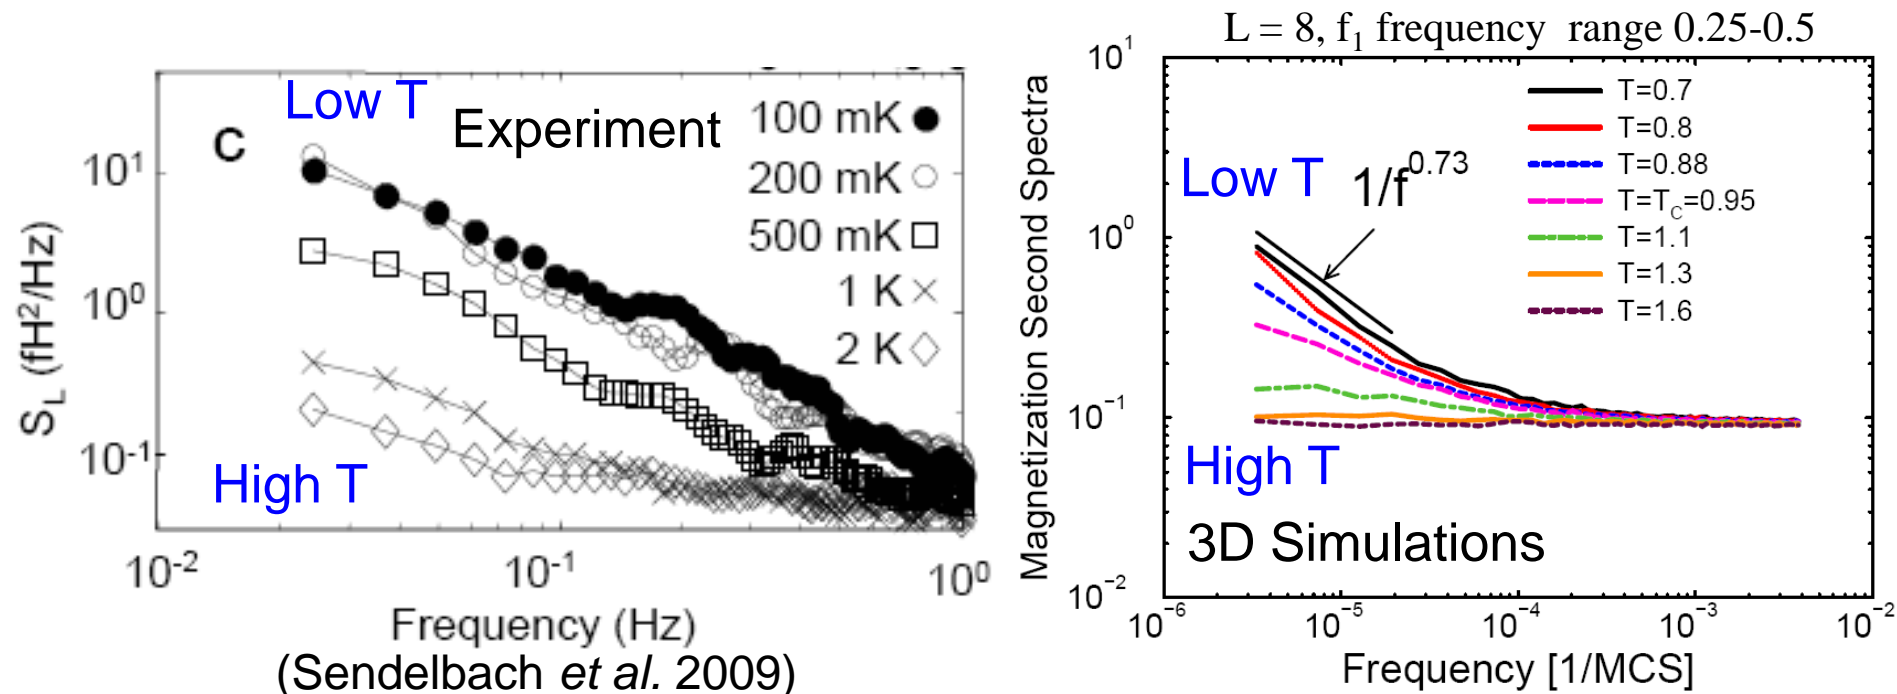 Low T
Experiment
c
100 mK
200 mK
500 mK
1 K
2 K
High T
10¹
10⁰
10⁻¹
S_L (fH²/Hz)
10⁻²
10⁻¹
10⁰
Frequency (Hz)
(Sendelbach et al. 2009)
L = 8, f₁ frequency range 0.25-0.5
Magnetization Second Spectra
10¹
10⁰
10⁻¹
10⁻²
Low T
1/f^0.73
T=0.7
T=0.8
T=0.88
T=T_C=0.95
T=1.1
T=1.3
T=1.6
High T
3D Simulations
10⁻⁶
10⁻⁵
10⁻⁴
10⁻³
10⁻²
Frequency [1/MCS]